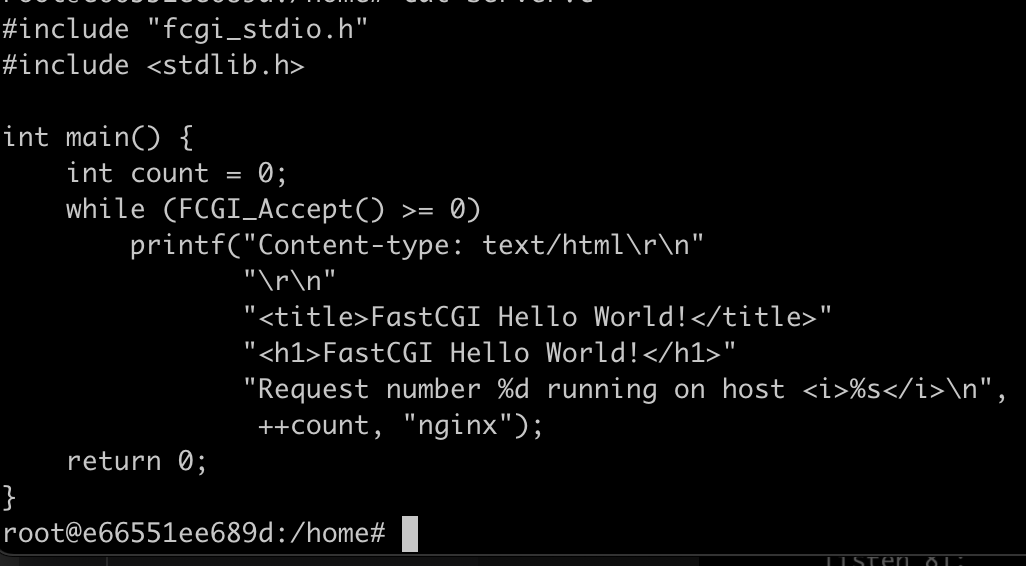 #include "fcgi_stdio.h"
#include <stdlib.h>
int main() {
    int count = 0;
    while (FCGI_Accept() >= 0)
        printf("Content-type: text/html\r\n"
               "\r\n"
               "<title>FastCGI Hello World!</title>"
               "<h1>FastCGI Hello World!</h1>"
               "Request number %d running on host <i>%s</i>\n",
                ++count, "nginx");
    return 0;
}
root@e66551ee689d:/home#